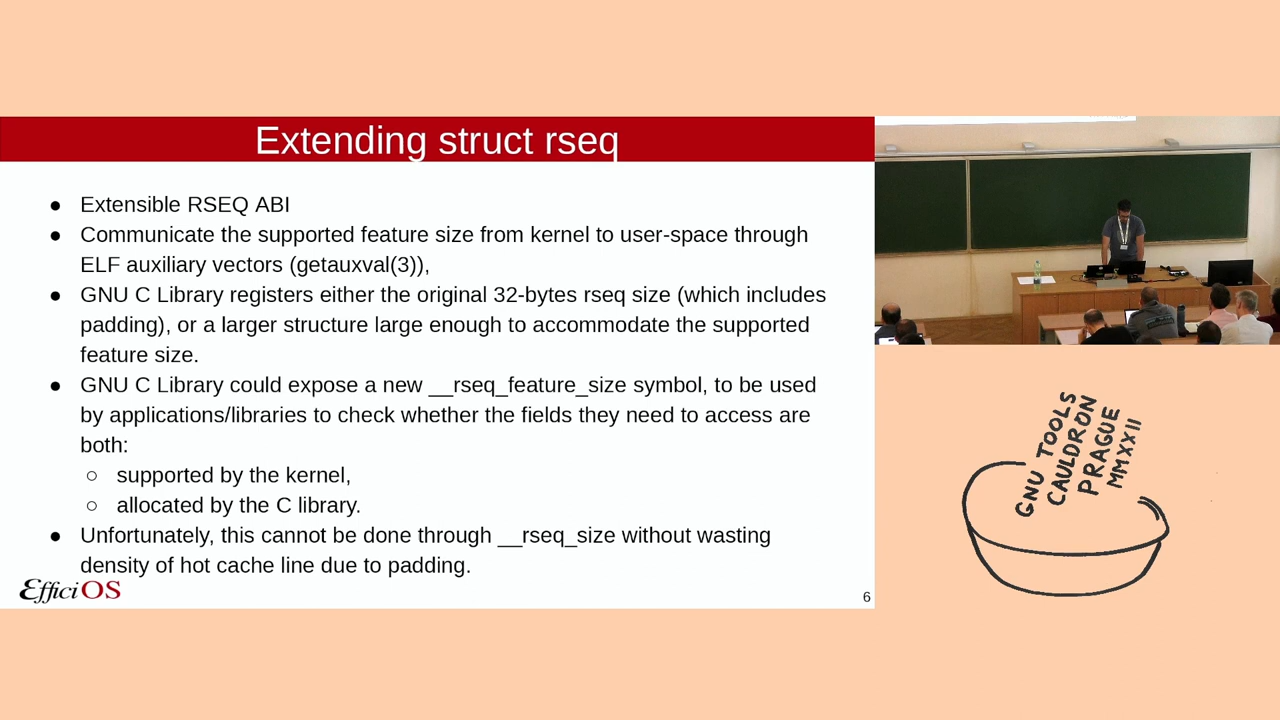 Extending struct rseq
● Extensible RSEQ ABI
● Communicate the supported feature size from kernel to user-space through
ELF auxiliary vectors (getauxval(3)),
● GNU C Library registers either the original 32-bytes rseq size (which includes
padding), or a larger structure large enough to accommodate the supported
feature size.
● GNU C Library could expose a new __rseq_feature_size symbol, to be used
by applications/libraries to check whether the fields they need to access are
both:
○ supported by the kernel,
○ allocated by the C library.
● Unfortunately, this cannot be done through __rseq_size without wasting
density of hot cache line due to padding.
EfficiOS
6
GNU TOOLS
CAULDRON
PRAGUE
MMXXII